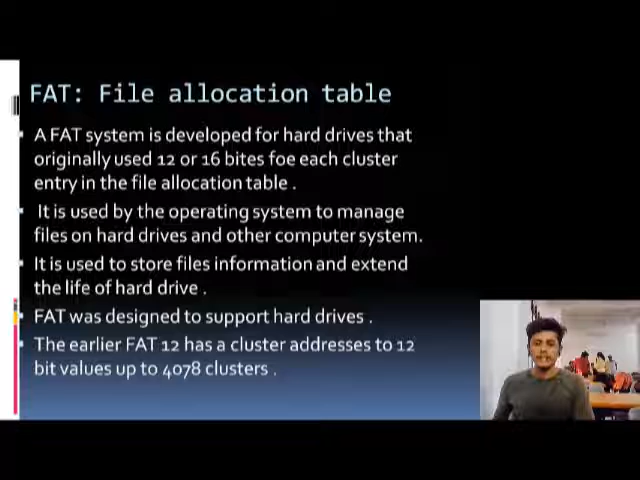 FAT: File allocation table
A FAT system is developed for hard drives that
originally used 12 or 16 bites foe each cluster
entry in the file allocation table .
It is used by the operating system to manage
files on hard drives and other computer system.
It is used to store files information and extend
the life of hard drive .
FAT was designed to support hard drives .
The earlier FAT 12 has a cluster addresses to 12
bit values up to 4078 clusters .